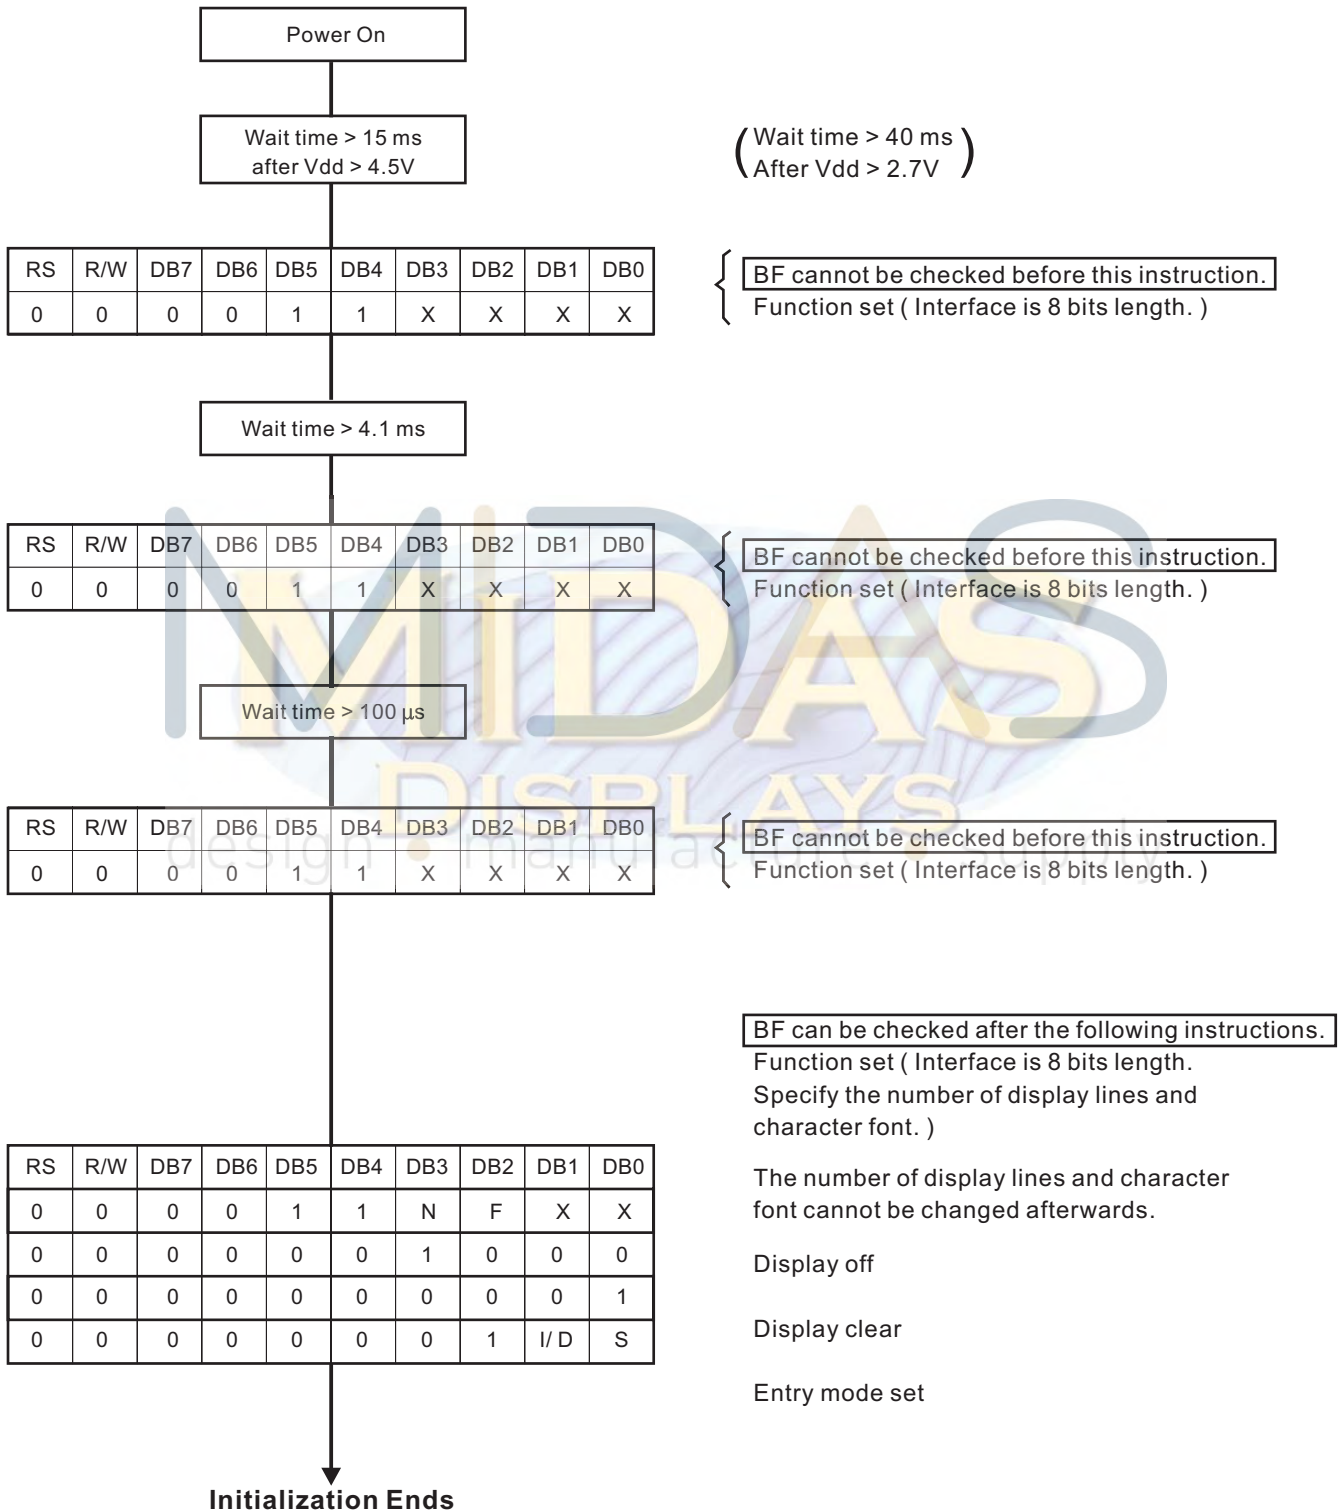 Power On
Wait time > 15 ms
after Vdd > 4.5V
(Wait time > 40 ms
After Vdd > 2.7V)
RS R/W DB7 DB6 DB5 DB4 DB3 DB2 DB1 DB0
0 0 0 0 1 1 X X X X
BF cannot be checked before this instruction.
Function set ( Interface is 8 bits length. )
Wait time > 4.1 ms
RS R/W DB7 DB6 DB5 DB4 DB3 DB2 DB1 DB0
0 0 0 0 1 1 X X X X
BF cannot be checked before this instruction.
Function set ( Interface is 8 bits length. )
MIDAS
MIDAS
DISPLAYS
design • manufacture • supply
Wait time > 100 µs
RS R/W DB7 DB6 DB5 DB4 DB3 DB2 DB1 DB0
0 0 0 0 1 1 X X X X
BF cannot be checked before this instruction.
Function set ( Interface is 8 bits length. )
BF can be checked after the following instructions.
Function set ( Interface is 8 bits length.
Specify the number of display lines and
character font. )
The number of display lines and character
font cannot be changed afterwards.
Display off
Display clear
Entry mode set
RS R/W DB7 DB6 DB5 DB4 DB3 DB2 DB1 DB0
0 0 0 0 1 1 N F X X
0 0 0 0 0 0 1 0 0 0
0 0 0 0 0 0 0 0 0 1
0 0 0 0 0 0 0 1 I/ D S
Initialization Ends